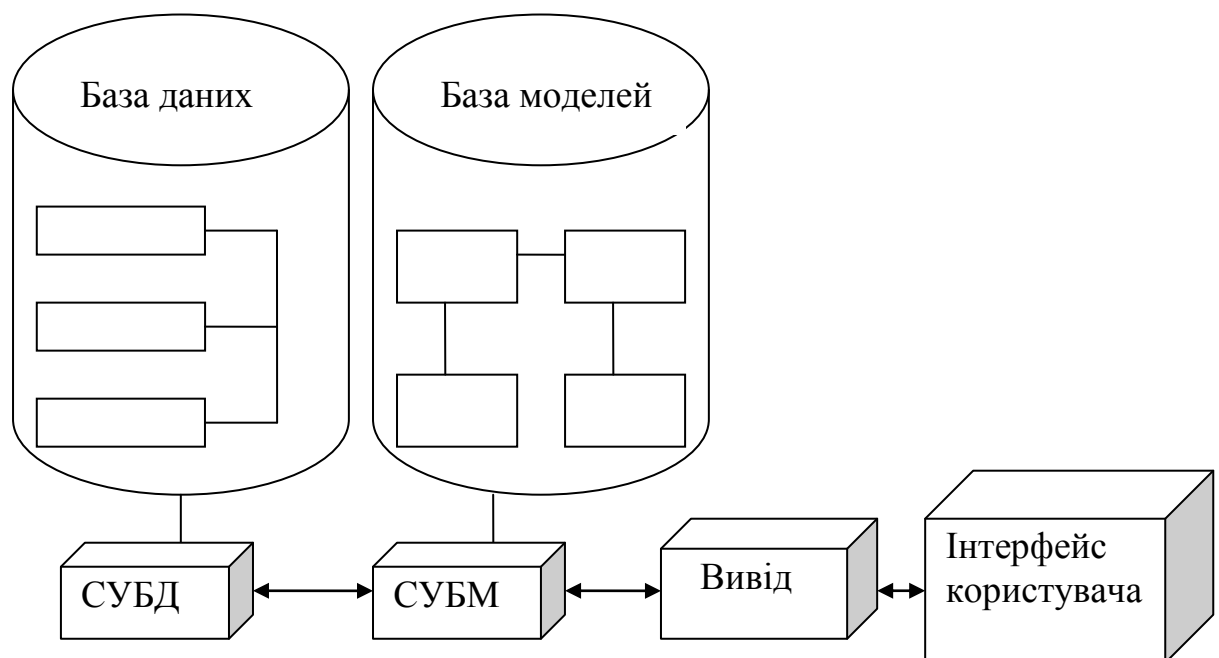 База даних
База моделей
СУБД
СУБМ
Вивід
Інтерфейс
користувача